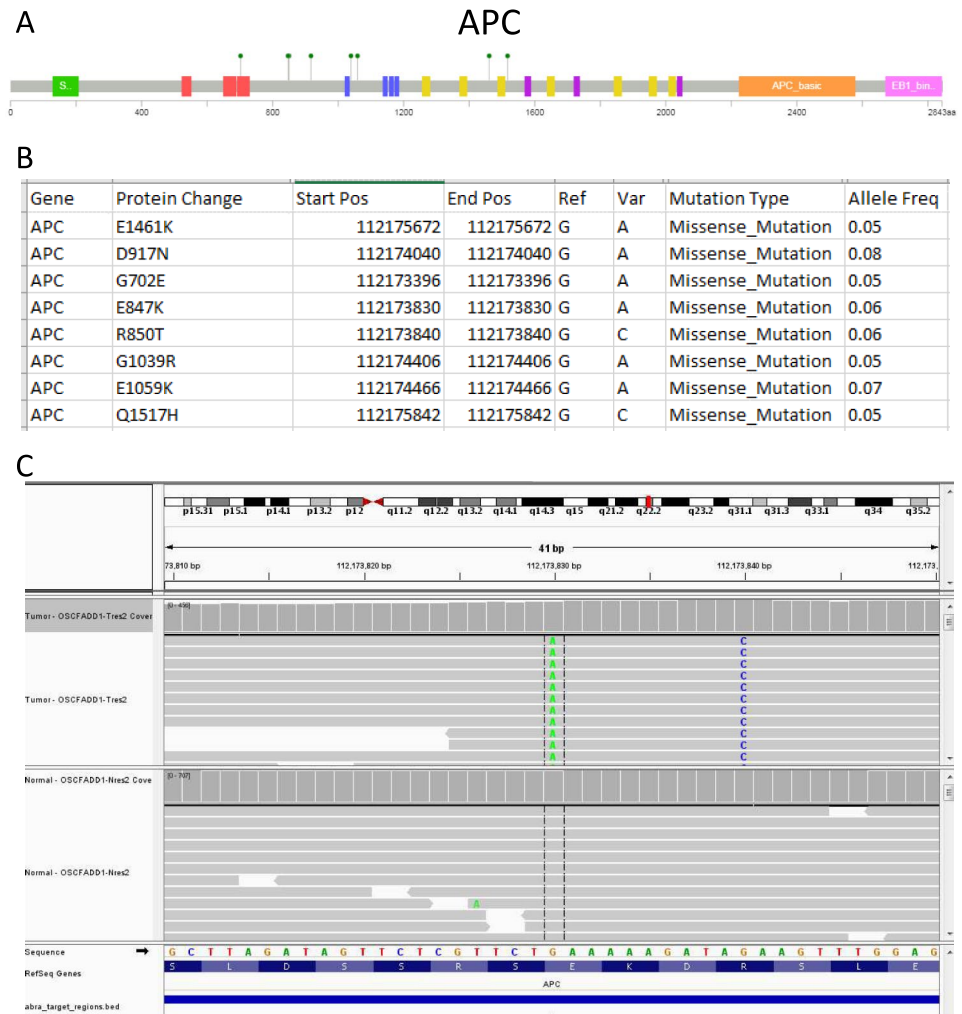 A
APC
S..
APC_basic
EB1_bin..
0 400 800 1200 1600 2000 2400 2843aa
B
Gene Protein Change Start Pos End Pos Ref Var Mutation Type Allele Freq
APC E1461K 112175672 112175672 G A Missense_Mutation 0.05
APC D917N 112174040 112174040 G A Missense_Mutation 0.08
APC G702E 112173396 112173396 G A Missense_Mutation 0.05
APC E847K 112173830 112173830 G A Missense_Mutation 0.06
APC R850T 112173840 112173840 G C Missense_Mutation 0.06
APC G1039R 112174406 112174406 G A Missense_Mutation 0.05
APC E1059K 112174466 112174466 G A Missense_Mutation 0.07
APC Q1517H 112175842 112175842 G C Missense_Mutation 0.05
C
p15.31 p15.1 p14.1 p13.2 p12 q11.2 q12.2 q13.2 q14.1 q14.3 q15 q21.2 q22.2 q23.2 q31.1 q31.3 q33.1 q34 q35.2
41 bp
73,810 bp 112,173,820 bp 112,173,830 bp 112,173,840 bp 112,173,
Tumor - OSCFADD1-Tres2 Cover
[0 - 450]
A C
A C
A C
A C
A C
A C
A C
A C
A C
A C
A C
Tumor - OSCFADD1-Tres2
Normal - OSCFADD1-Nres2 Cove
[0 - 707]
Normal - OSCFADD1-Nres2
A
Sequence G C T T A G A T A G T T C T C G T T C T G A A A A A G A T A G A A G T T T G G A G
RefSeq Genes S L D S S R S E K D R S L E
APC
abra_target_regions.bed